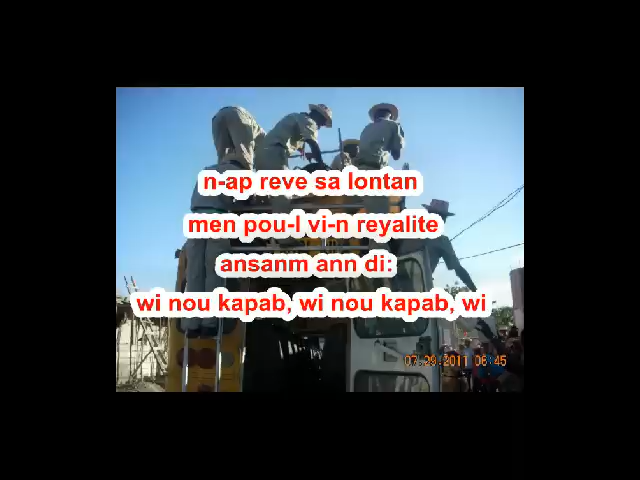 n-ap reve sa lontan
men pou-l vi-n reyalite
ansanm ann di:
wi nou kapab, wi nou kapab, wi
07.29.2011 06:45